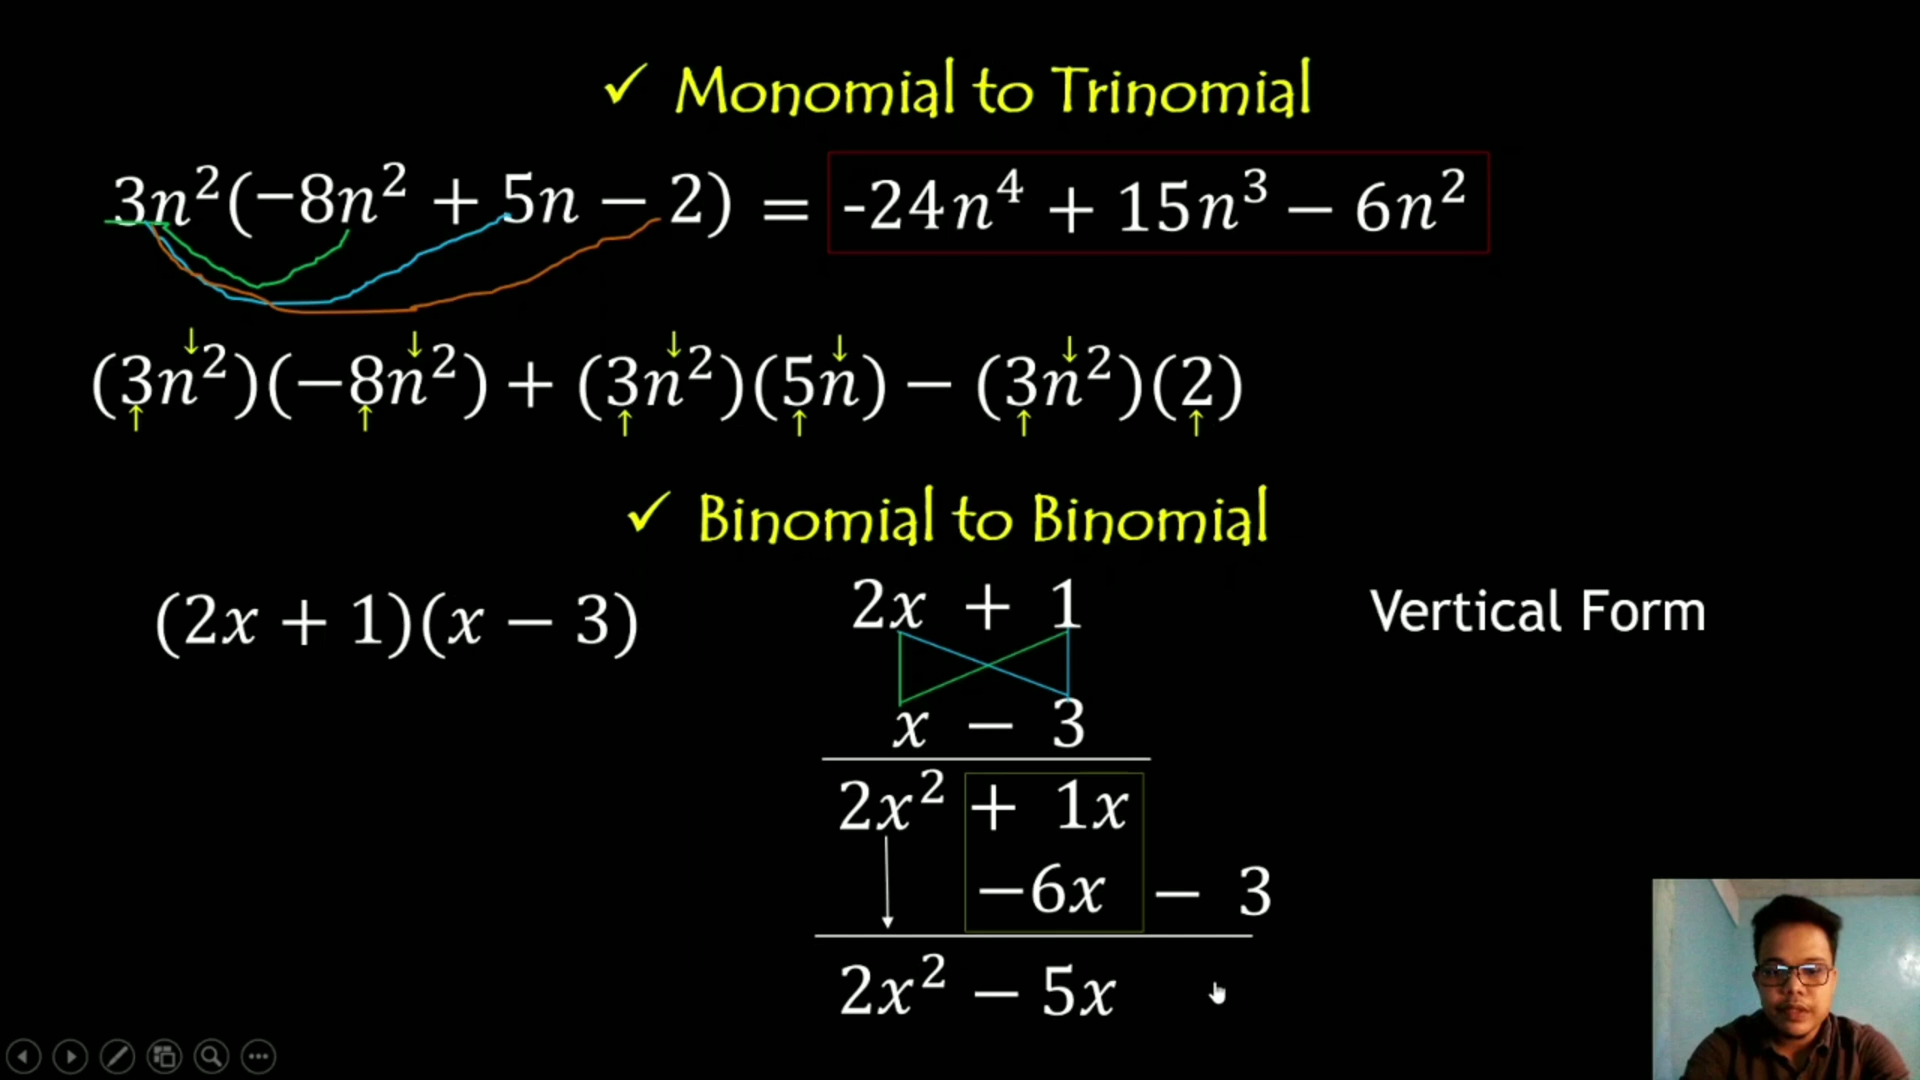 ✓ Monomial to Trinomial
3n²(−8n² + 5n − 2) = -24n⁴ + 15n³ − 6n²
(3n²)(−8n²) + (3n²)(5n) − (3n²)(2)
✓ Binomial to Binomial
(2x + 1)(x − 3)
2x + 1
Vertical Form
x − 3
2x² + 1x
−6x − 3
2x² − 5x